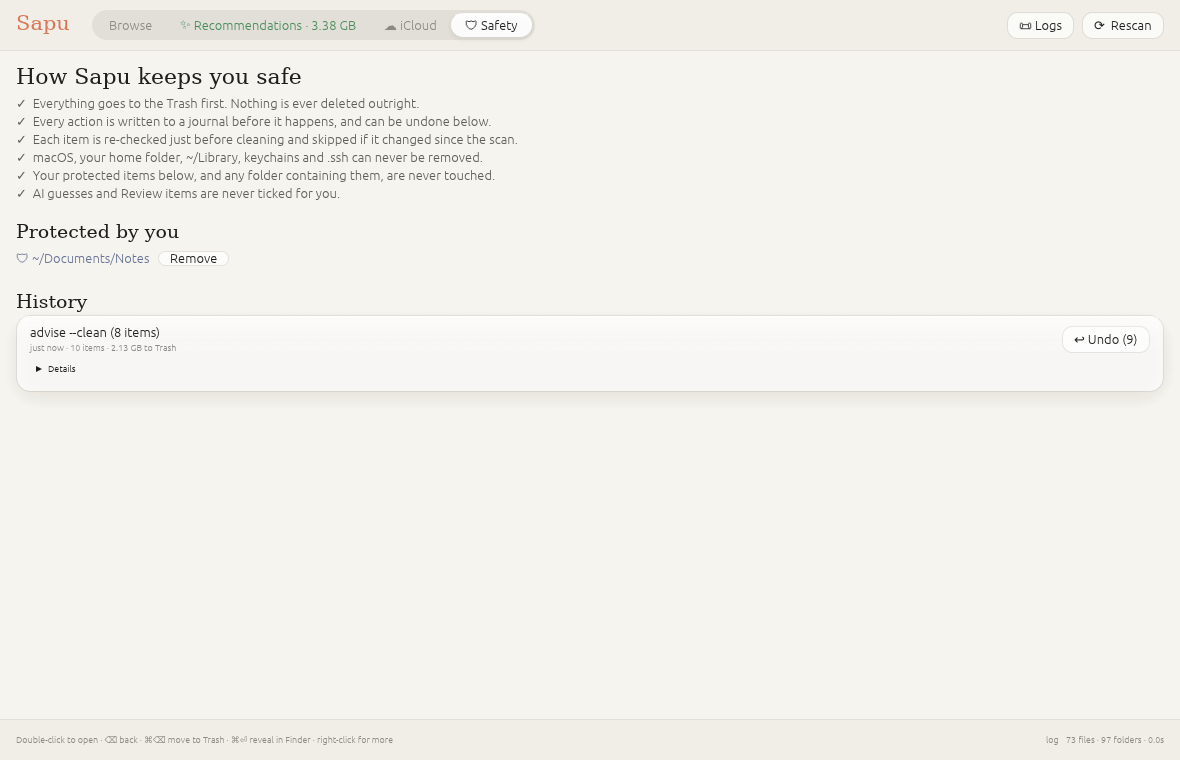 Sapu
Browse
✨ Recommendations · 3.38 GB
☁ iCloud
🛡 Safety
📜 Logs
⟳ Rescan
How Sapu keeps you safe
✓ Everything goes to the Trash first. Nothing is ever deleted outright.
✓ Every action is written to a journal before it happens, and can be undone below.
✓ Each item is re-checked just before cleaning and skipped if it changed since the scan.
✓ macOS, your home folder, ~/Library, keychains and .ssh can never be removed.
✓ Your protected items below, and any folder containing them, are never touched.
✓ AI guesses and Review items are never ticked for you.
Protected by you
🛡 ~/Documents/Notes
Remove
History
advise --clean (8 items)
just now · 10 items · 2.13 GB to Trash
↩ Undo (9)
▶ Details
Double-click to open · ⌫ back · ⌘⌫ move to Trash · ⌘⏎ reveal in Finder · right-click for more
log 73 files · 97 folders · 0.0s